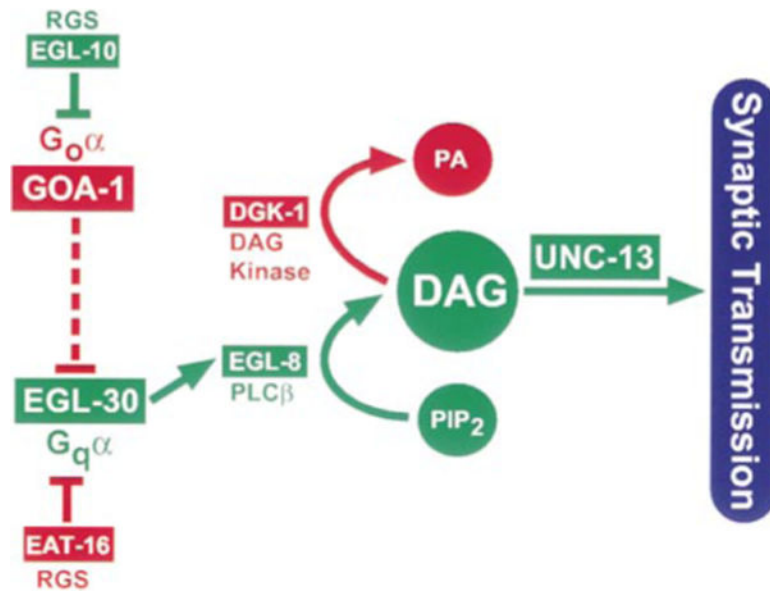 RGS
EGL-10
Goα
GOA-1
EGL-30
Gqα
EAT-16
RGS
DGK-1
DAG
Kinase
EGL-8
PLCβ
PA
DAG
PIP2
UNC-13
Synaptic Transmission